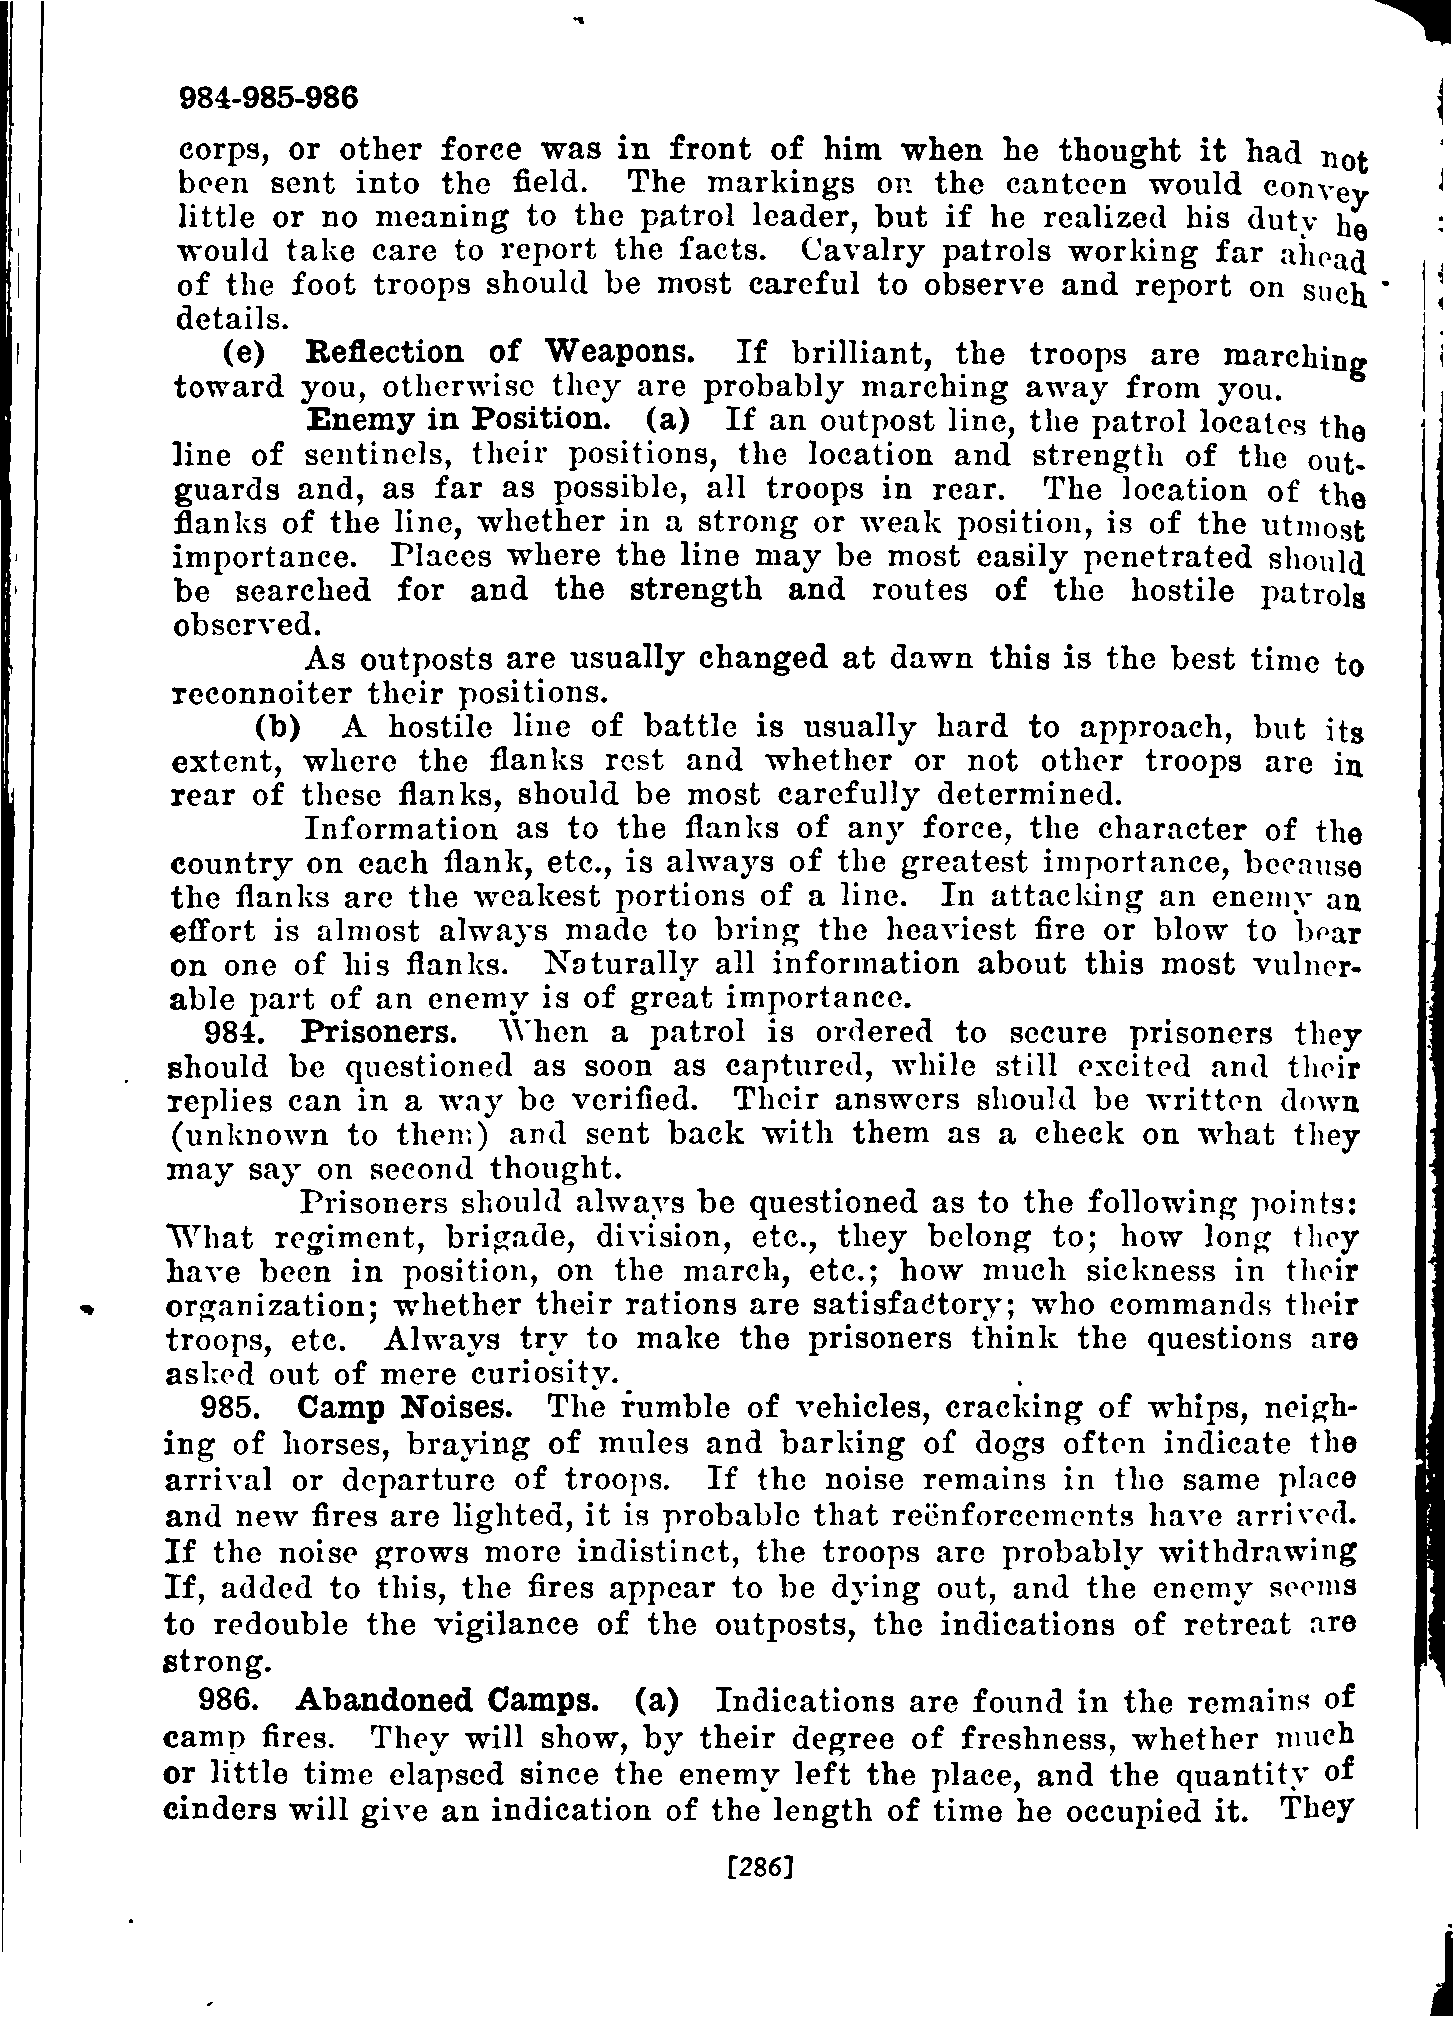 984-985-986
corps, or other force was in front of him when he thought it had not
been sent into the field. The markings on the canteen would convey
little or no meaning to the patrol leader, but if he realized his duty he
would take care to report the facts. Cavalry patrols working far ahead
of the foot troops should be most careful to observe and report on such
details.
(e) Reflection of Weapons. If brilliant, the troops are marching
toward you, otherwise they are probably marching away from you.
Enemy in Position. (a) If an outpost line, the patrol locates the
line of sentinels, their positions, the location and strength of the out-
guards and, as far as possible, all troops in rear. The location of the
flanks of the line, whether in a strong or weak position, is of the utmost
importance. Places where the line may be most easily penetrated should
be searched for and the strength and routes of the hostile patrols
observed.
As outposts are usually changed at dawn this is the best time to
reconnoiter their positions.
(b) A hostile line of battle is usually hard to approach, but its
extent, where the flanks rest and whether or not other troops are in
rear of these flanks, should be most carefully determined.
Information as to the flanks of any force, the character of the
country on each flank, etc., is always of the greatest importance, because
the flanks are the weakest portions of a line. In attacking an enemy an
effort is almost always made to bring the heaviest fire or blow to bear
on one of his flanks. Naturally all information about this most vulner-
able part of an enemy is of great importance.
984. Prisoners. When a patrol is ordered to secure prisoners they
should be questioned as soon as captured, while still excited and their
replies can in a way be verified. Their answers should be written down
(unknown to them) and sent back with them as a check on what they
may say on second thought.
Prisoners should always be questioned as to the following points:
What regiment, brigade, division, etc., they belong to; how long they
have been in position, on the march, etc.; how much sickness in their
organization; whether their rations are satisfactory; who commands their
troops, etc. Always try to make the prisoners think the questions are
asked out of mere curiosity.
985. Camp Noises. The rumble of vehicles, cracking of whips, neigh-
ing of horses, braying of mules and barking of dogs often indicate the
arrival or departure of troops. If the noise remains in the same place
and new fires are lighted, it is probable that reënforcements have arrived.
If the noise grows more indistinct, the troops are probably withdrawing
If, added to this, the fires appear to be dying out, and the enemy seems
to redouble the vigilance of the outposts, the indications of retreat are
strong.
986. Abandoned Camps. (a) Indications are found in the remains of
camp fires. They will show, by their degree of freshness, whether much
or little time elapsed since the enemy left the place, and the quantity of
cinders will give an indication of the length of time he occupied it. They
[286]